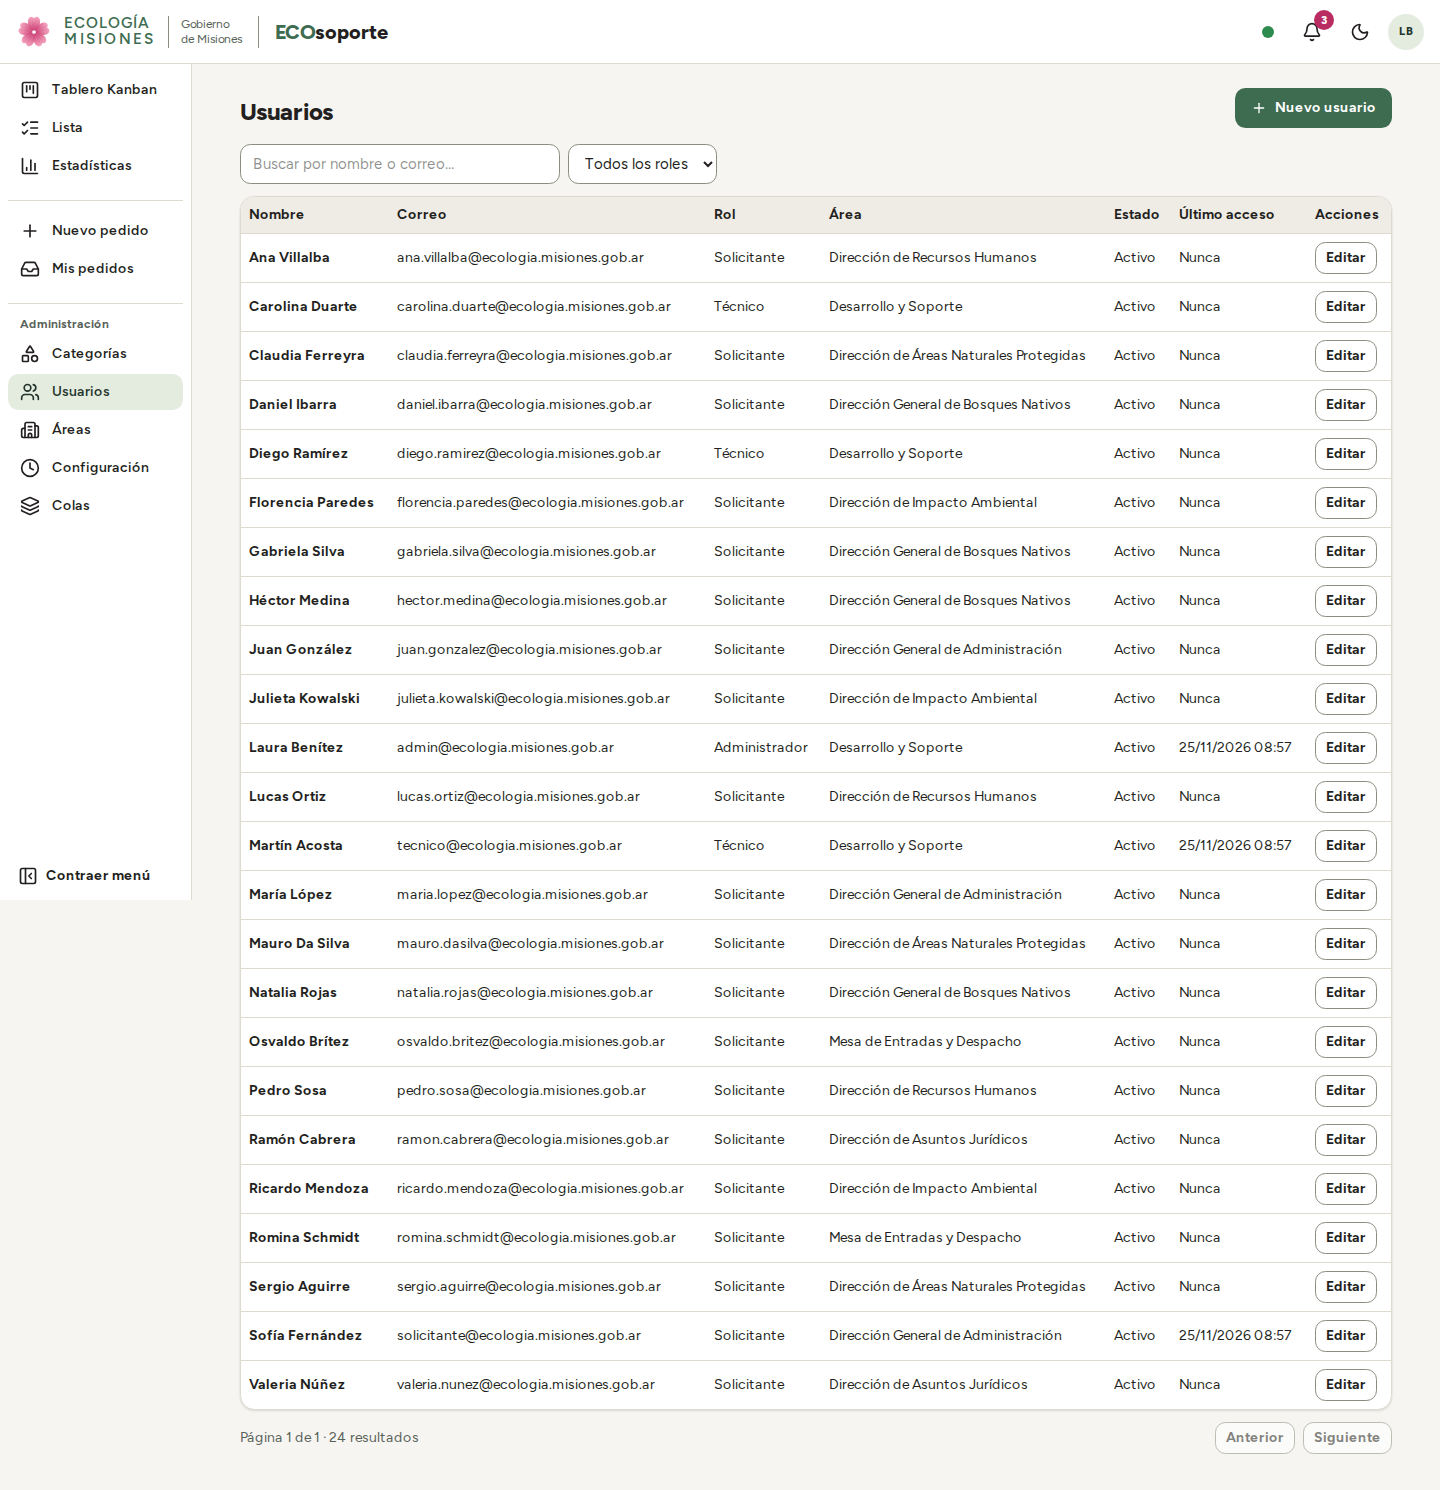 ECOLOGÍA
MISIONES
Gobierno
de Misiones
ECOsoporte
3
LB
Tablero Kanban
Lista
Estadísticas
Nuevo pedido
Mis pedidos
Administración
Categorías
Usuarios
Áreas
Configuración
Colas
Contraer menú
Usuarios
Nuevo usuario
Buscar por nombre o correo...
Todos los roles
Nombre Correo Rol Área Estado Último acceso Acciones
Ana Villalba ana.villalba@ecologia.misiones.gob.ar Solicitante Dirección de Recursos Humanos Activo Nunca Editar
Carolina Duarte carolina.duarte@ecologia.misiones.gob.ar Técnico Desarrollo y Soporte Activo Nunca Editar
Claudia Ferreyra claudia.ferreyra@ecologia.misiones.gob.ar Solicitante Dirección de Áreas Naturales Protegidas Activo Nunca Editar
Daniel Ibarra daniel.ibarra@ecologia.misiones.gob.ar Solicitante Dirección General de Bosques Nativos Activo Nunca Editar
Diego Ramírez diego.ramirez@ecologia.misiones.gob.ar Técnico Desarrollo y Soporte Activo Nunca Editar
Florencia Paredes florencia.paredes@ecologia.misiones.gob.ar Solicitante Dirección de Impacto Ambiental Activo Nunca Editar
Gabriela Silva gabriela.silva@ecologia.misiones.gob.ar Solicitante Dirección General de Bosques Nativos Activo Nunca Editar
Héctor Medina hector.medina@ecologia.misiones.gob.ar Solicitante Dirección General de Bosques Nativos Activo Nunca Editar
Juan González juan.gonzalez@ecologia.misiones.gob.ar Solicitante Dirección General de Administración Activo Nunca Editar
Julieta Kowalski julieta.kowalski@ecologia.misiones.gob.ar Solicitante Dirección de Impacto Ambiental Activo Nunca Editar
Laura Benítez admin@ecologia.misiones.gob.ar Administrador Desarrollo y Soporte Activo 25/11/2026 08:57 Editar
Lucas Ortiz lucas.ortiz@ecologia.misiones.gob.ar Solicitante Dirección de Recursos Humanos Activo Nunca Editar
Martín Acosta tecnico@ecologia.misiones.gob.ar Técnico Desarrollo y Soporte Activo 25/11/2026 08:57 Editar
María López maria.lopez@ecologia.misiones.gob.ar Solicitante Dirección General de Administración Activo Nunca Editar
Mauro Da Silva mauro.dasilva@ecologia.misiones.gob.ar Solicitante Dirección de Áreas Naturales Protegidas Activo Nunca Editar
Natalia Rojas natalia.rojas@ecologia.misiones.gob.ar Solicitante Dirección General de Bosques Nativos Activo Nunca Editar
Osvaldo Brítez osvaldo.britez@ecologia.misiones.gob.ar Solicitante Mesa de Entradas y Despacho Activo Nunca Editar
Pedro Sosa pedro.sosa@ecologia.misiones.gob.ar Solicitante Dirección de Recursos Humanos Activo Nunca Editar
Ramón Cabrera ramon.cabrera@ecologia.misiones.gob.ar Solicitante Dirección de Asuntos Jurídicos Activo Nunca Editar
Ricardo Mendoza ricardo.mendoza@ecologia.misiones.gob.ar Solicitante Dirección de Impacto Ambiental Activo Nunca Editar
Romina Schmidt romina.schmidt@ecologia.misiones.gob.ar Solicitante Mesa de Entradas y Despacho Activo Nunca Editar
Sergio Aguirre sergio.aguirre@ecologia.misiones.gob.ar Solicitante Dirección de Áreas Naturales Protegidas Activo Nunca Editar
Sofía Fernández solicitante@ecologia.misiones.gob.ar Solicitante Dirección General de Administración Activo 25/11/2026 08:57 Editar
Valeria Núñez valeria.nunez@ecologia.misiones.gob.ar Solicitante Dirección de Asuntos Jurídicos Activo Nunca Editar
Página 1 de 1 · 24 resultados
Anterior
Siguiente